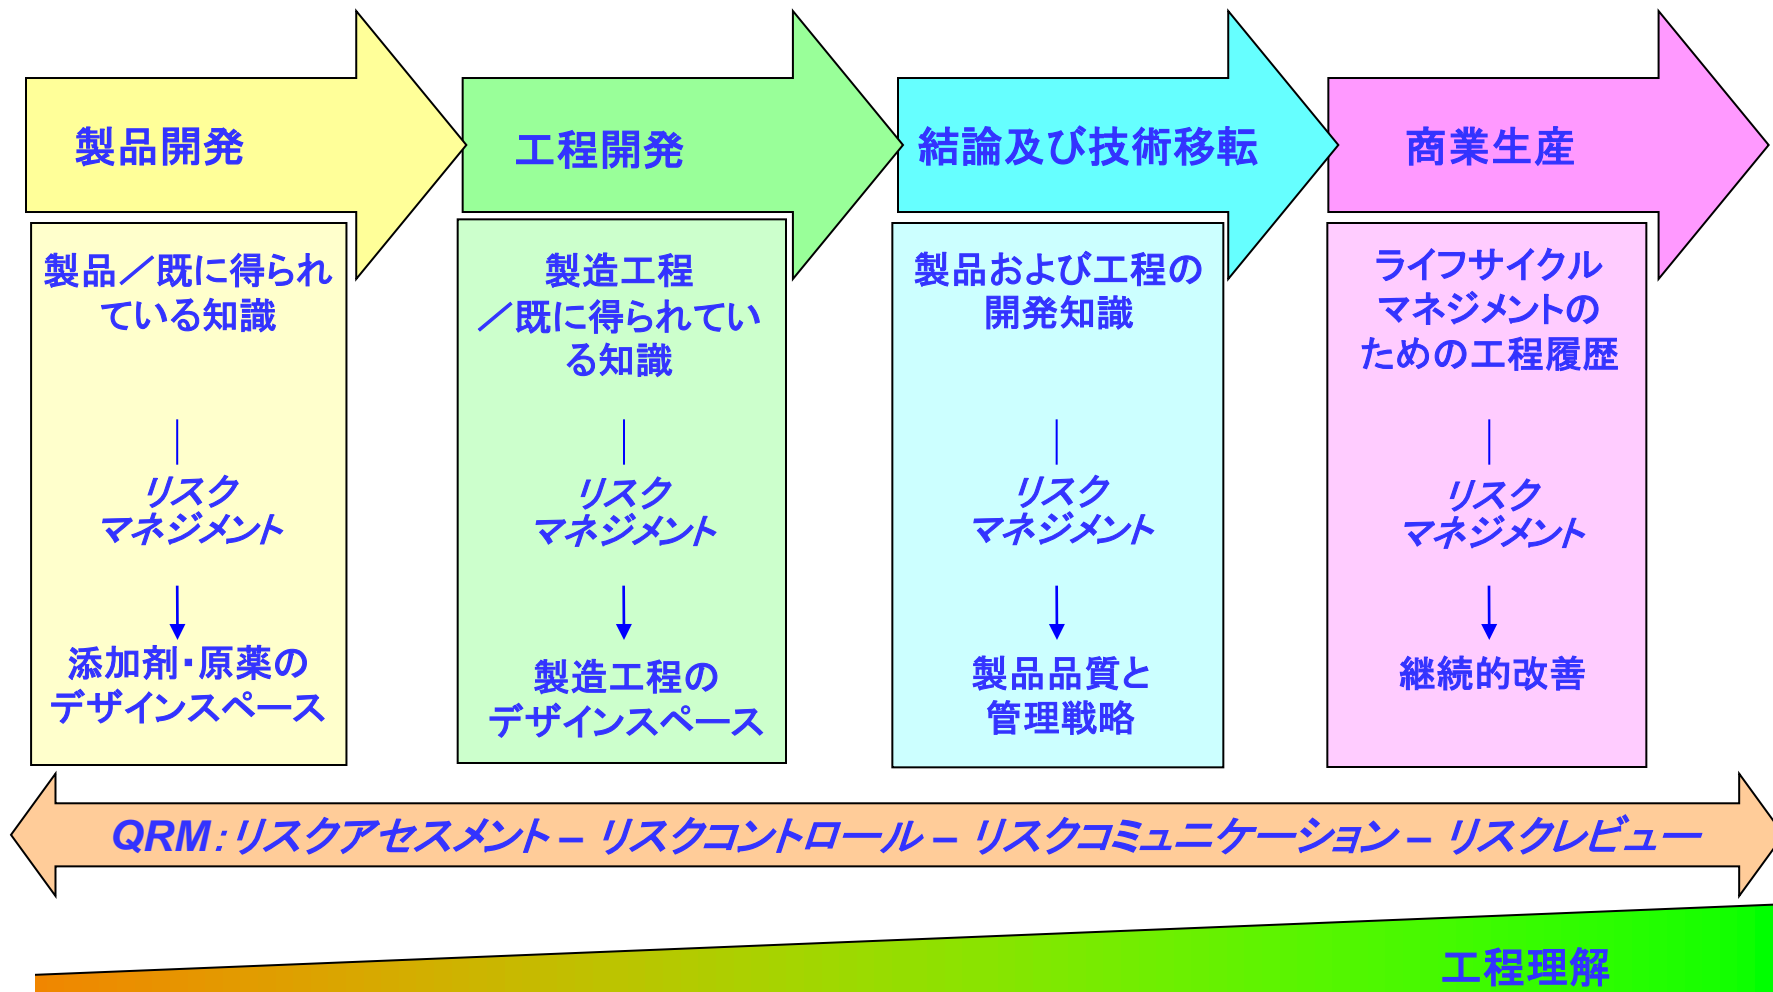 製品開発
工程開発
結論及び技術移転
商業生産
製品／既に得られ
ている知識
リスク
マネジメント
添加剤・原薬の
デザインスペース
製造工程
／既に得られてい
る知識
リスク
マネジメント
製造工程の
デザインスペース
製品および工程の
開発知識
リスク
マネジメント
製品品質と
管理戦略
ライフサイクル
マネジメントの
ための工程履歴
リスク
マネジメント
継続的改善
QRM：リスクアセスメント – リスクコントロール – リスクコミュニケーション – リスクレビュー
工程理解